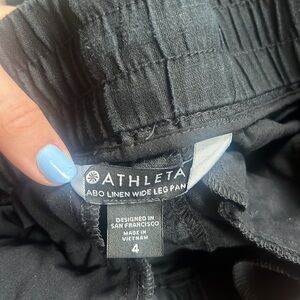 ATHLETA
ABO LINEN WIDE LEG PAN
DESIGNED IN
SAN FRANCISCO
MADE IN
VIETNAM
4